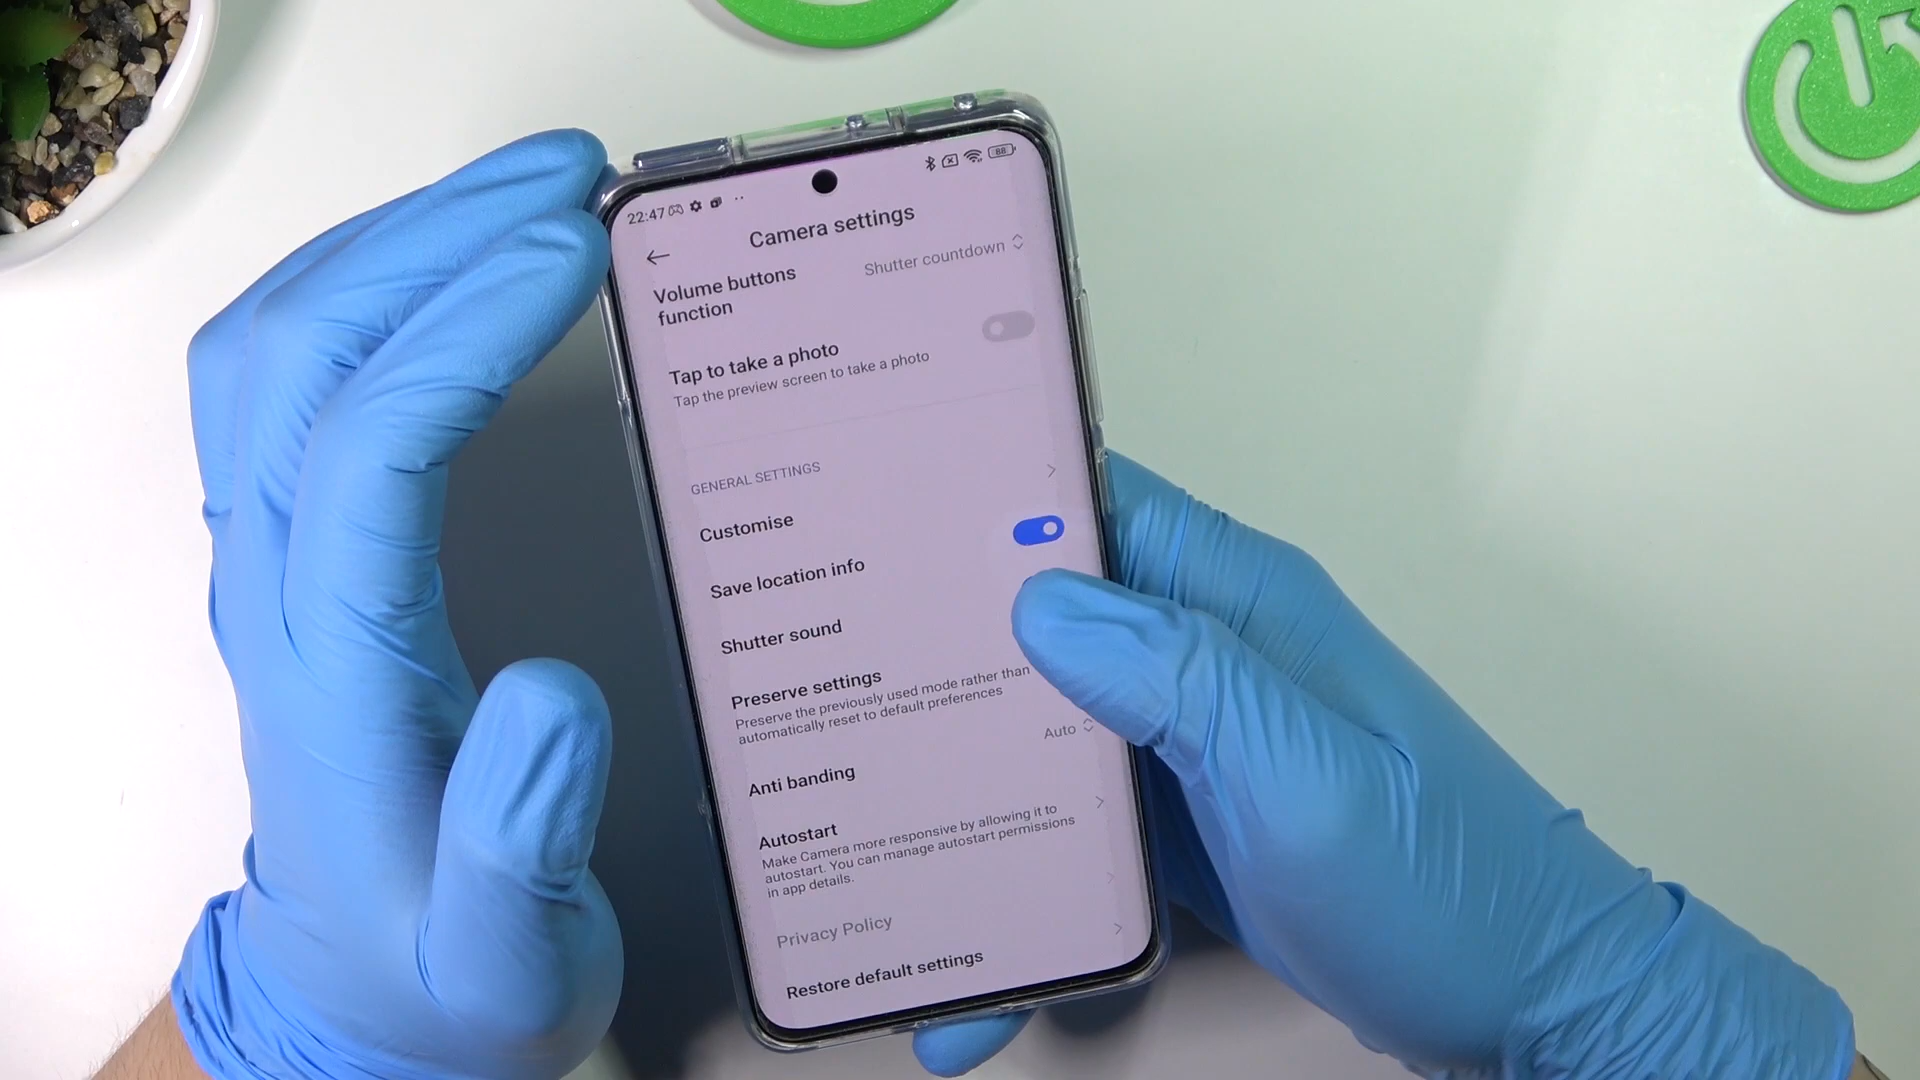 22:47
88
Camera settings
Volume buttons
function
Shutter countdown
Tap to take a photo
Tap the preview screen to take a photo
GENERAL SETTINGS
Customise
Save location info
Shutter sound
Preserve settings
Preserve the previously used mode rather than
automatically reset to default preferences
Anti banding
Auto
Autostart
Make Camera more responsive by allowing it to
autostart. You can manage autostart permissions
in app details.
Privacy Policy
Restore default settings